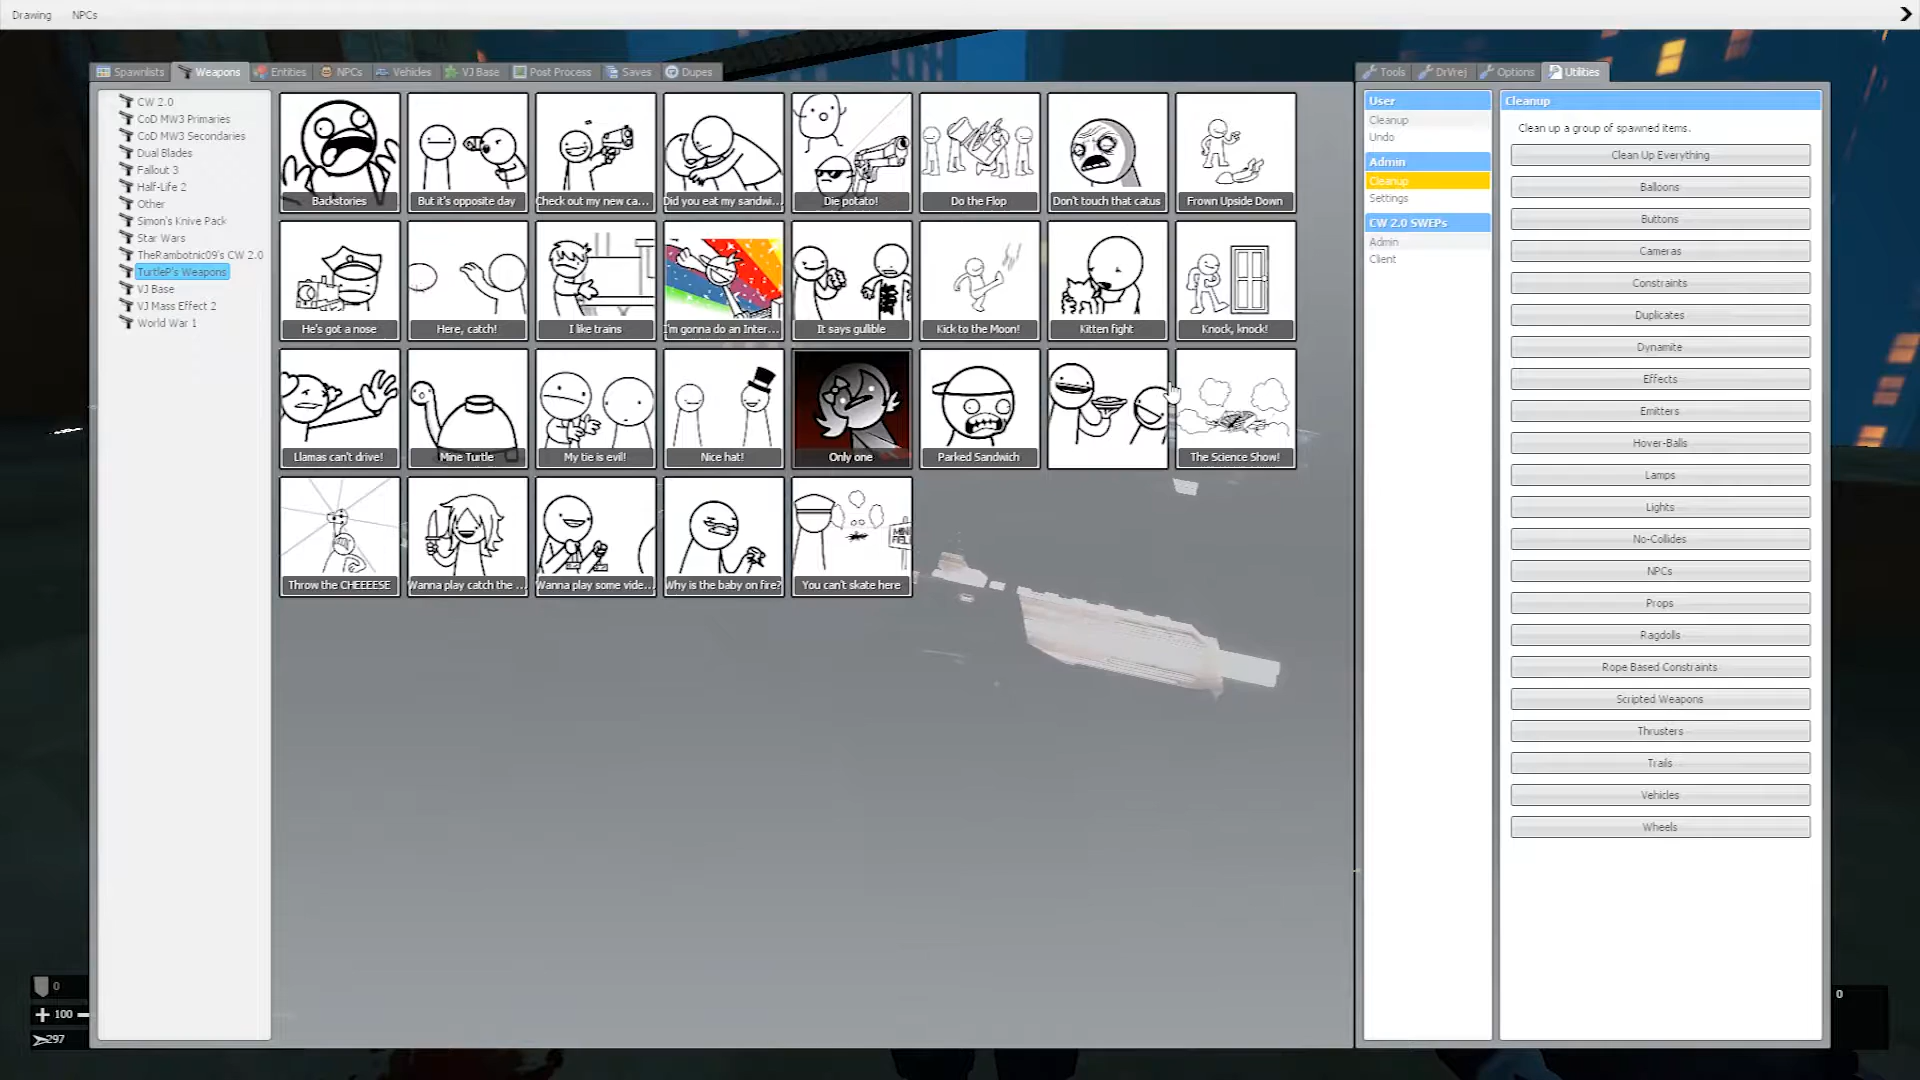 Drawing NPCs
Spawnlists Weapons Entities NPCs Vehicles VJ Base Post Process Saves Dupes
Tools DrVrej Options Utilities
CW 2.0
CoD MW3 Primaries
CoD MW3 Secondaries
Dual Blades
Fallout 3
Half-Life 2
Other
Simon's Knive Pack
Star Wars
TheRambotnic09's CW 2.0
TurtleP's Weapons
VJ Base
VJ Mass Effect 2
World War 1
Backstories
But it's opposite day
Check out my new ca...
Did you eat my sandwi...
Die potato!
Do the Flop
Don't touch that catus
Frown Upside Down
He's got a nose
Here, catch!
I like trains
I'm gonna do an Inter...
It says gullible
Kick to the Moon!
Kitten fight
Knock, knock!
Llamas can't drive!
Mine Turtle
My tie is evil!
Nice hat!
Only one
Parked Sandwich
The Science Show!
Throw the CHEEEESE
Wanna play catch the ...
Wanna play some vide...
Why is the baby on fire?
MINE
FIELD
You can't skate here
User
Cleanup
Undo
Admin
Cleanup
Settings
CW 2.0 SWEPs
Admin
Client
Cleanup
Clean up a group of spawned items.
Clean Up Everything
Balloons
Buttons
Cameras
Constraints
Duplicates
Dynamite
Effects
Emitters
Hover-Balls
Lamps
Lights
No-Collides
NPCs
Props
Ragdolls
Rope Based Constraints
Scripted Weapons
Thrusters
Trails
Vehicles
Wheels
0
100
297
0